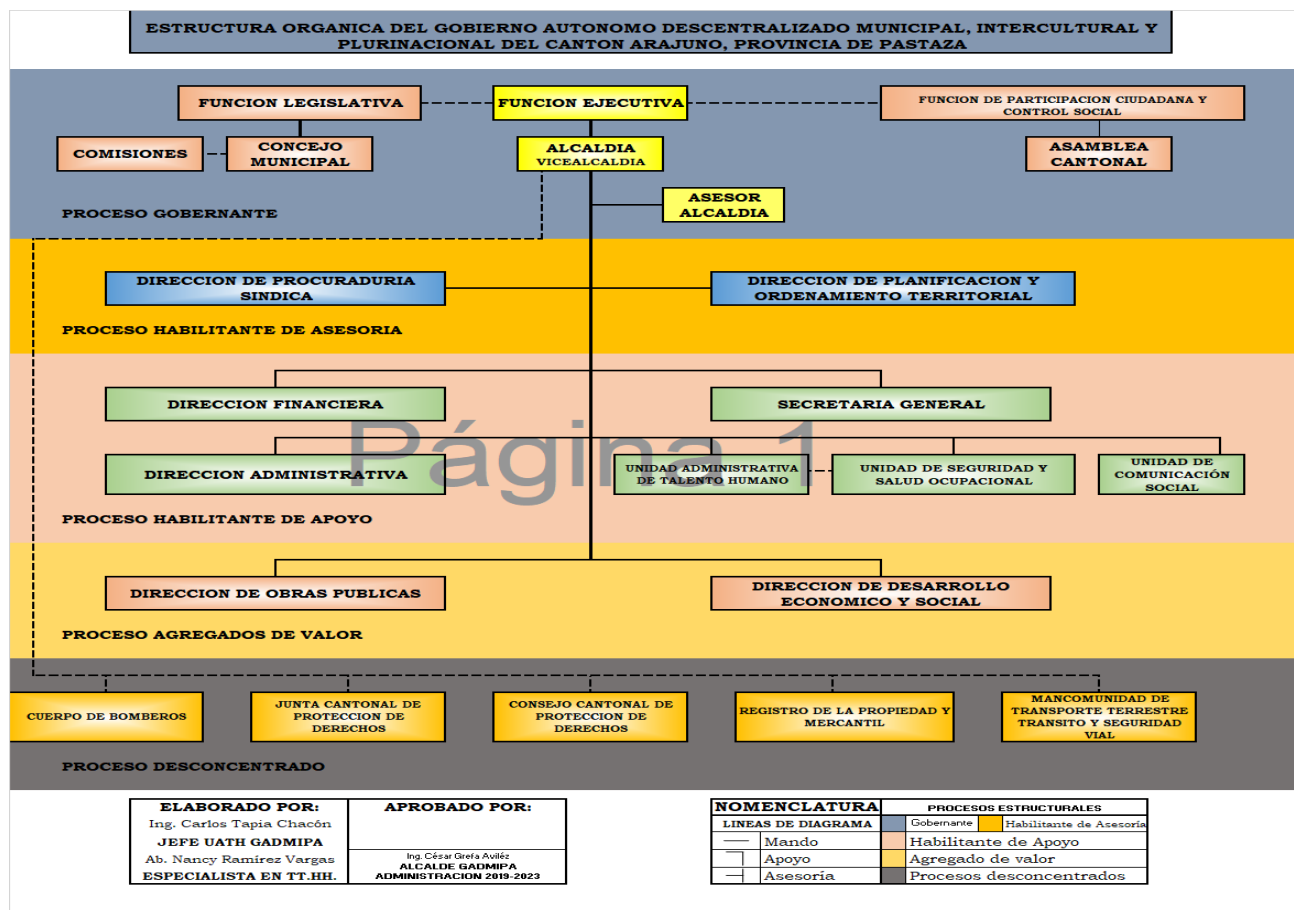 ESTRUCTURA ORGANICA DEL GOBIERNO AUTONOMO DESCENTRALIZADO MUNICIPAL, INTERCULTURAL Y
PLURINACIONAL DEL CANTON ARAJUNO, PROVINCIA DE PASTAZA
FUNCION LEGISLATIVA
FUNCION EJECUTIVA
FUNCION DE PARTICIPACION CIUDADANA Y
CONTROL SOCIAL
COMISIONES
CONCEJO
MUNICIPAL
ALCALDIA
VICEALCALDIA
ASAMBLEA
CANTONAL
ASESOR
ALCALDIA
PROCESO GOBERNANTE
DIRECCION DE PROCURADURIA
SINDICA
DIRECCION DE PLANIFICACION Y
ORDENAMIENTO TERRITORIAL
PROCESO HABILITANTE DE ASESORIA
DIRECCION FINANCIERA
SECRETARIA GENERAL
Página 1
DIRECCION ADMINISTRATIVA
UNIDAD ADMINISTRATIVA
DE TALENTO HUMANO
UNIDAD DE SEGURIDAD Y
SALUD OCUPACIONAL
UNIDAD DE
COMUNICACIÓN
SOCIAL
PROCESO HABILITANTE DE APOYO
DIRECCION DE OBRAS PUBLICAS
DIRECCION DE DESARROLLO
ECONOMICO Y SOCIAL
PROCESO AGREGADOS DE VALOR
CUERPO DE BOMBEROS
JUNTA CANTONAL DE
PROTECCION DE
DERECHOS
CONSEJO CANTONAL DE
PROTECCION DE
DERECHOS
REGISTRO DE LA PROPIEDAD Y
MERCANTIL
MANCOMUNIDAD DE
TRANSPORTE TERRESTRE
TRANSITO Y SEGURIDAD
VIAL
PROCESO DESCONCENTRADO
ELABORADO POR:
Ing. Carlos Tapia Chacón
JEFE UATH GADMIPA
Ab. Nancy Ramírez Vargas
ESPECIALISTA EN TT.HH.
APROBADO POR:
Ing. César Grefa Aviléz
ALCALDE GADMIPA
ADMINISTRACION 2019-2023
NOMENCLATURA
PROCESOS ESTRUCTURALES
LINEAS DE DIAGRAMA
Gobernante
Habilitante de Asesoría
Mando
Habilitante de Apoyo
Apoyo
Agregado de valor
Asesoría
Procesos desconcentrados